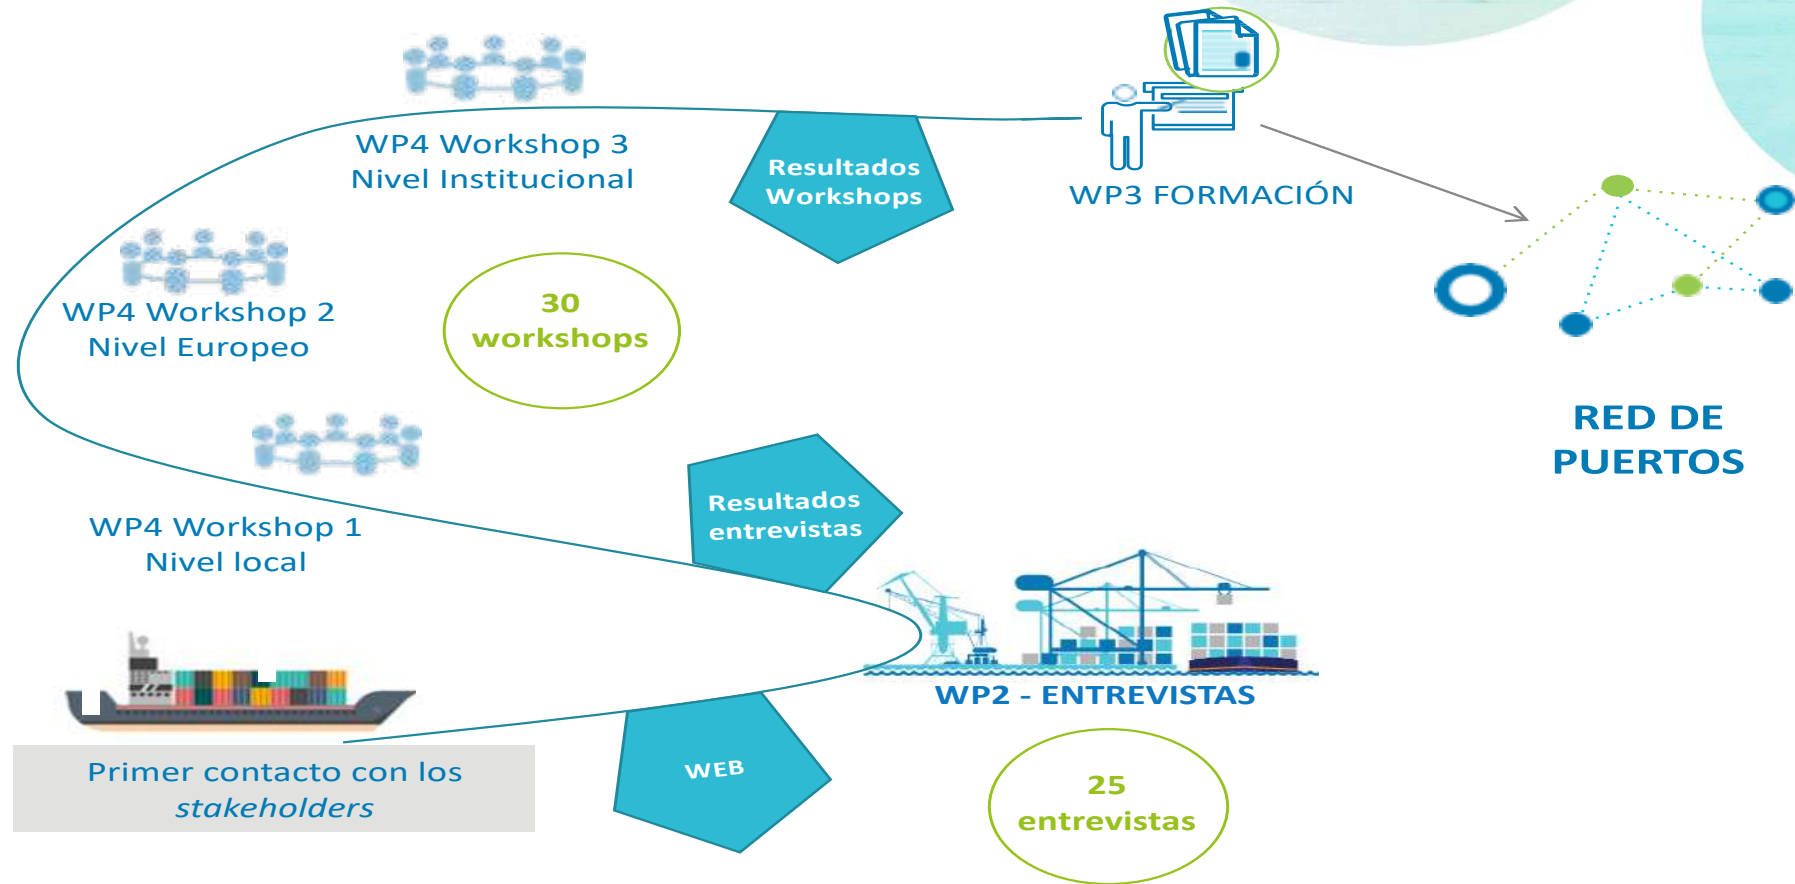 WP4 Workshop 3
Nivel Institucional
Resultados
Workshops
WP3 FORMACIÓN
WP4 Workshop 2
Nivel Europeo
30
workshops
RED DE
PUERTOS
WP4 Workshop 1
Nivel local
Resultados
entrevistas
WP2 - ENTREVISTAS
Primer contacto con los
stakeholders
WEB
25
entrevistas